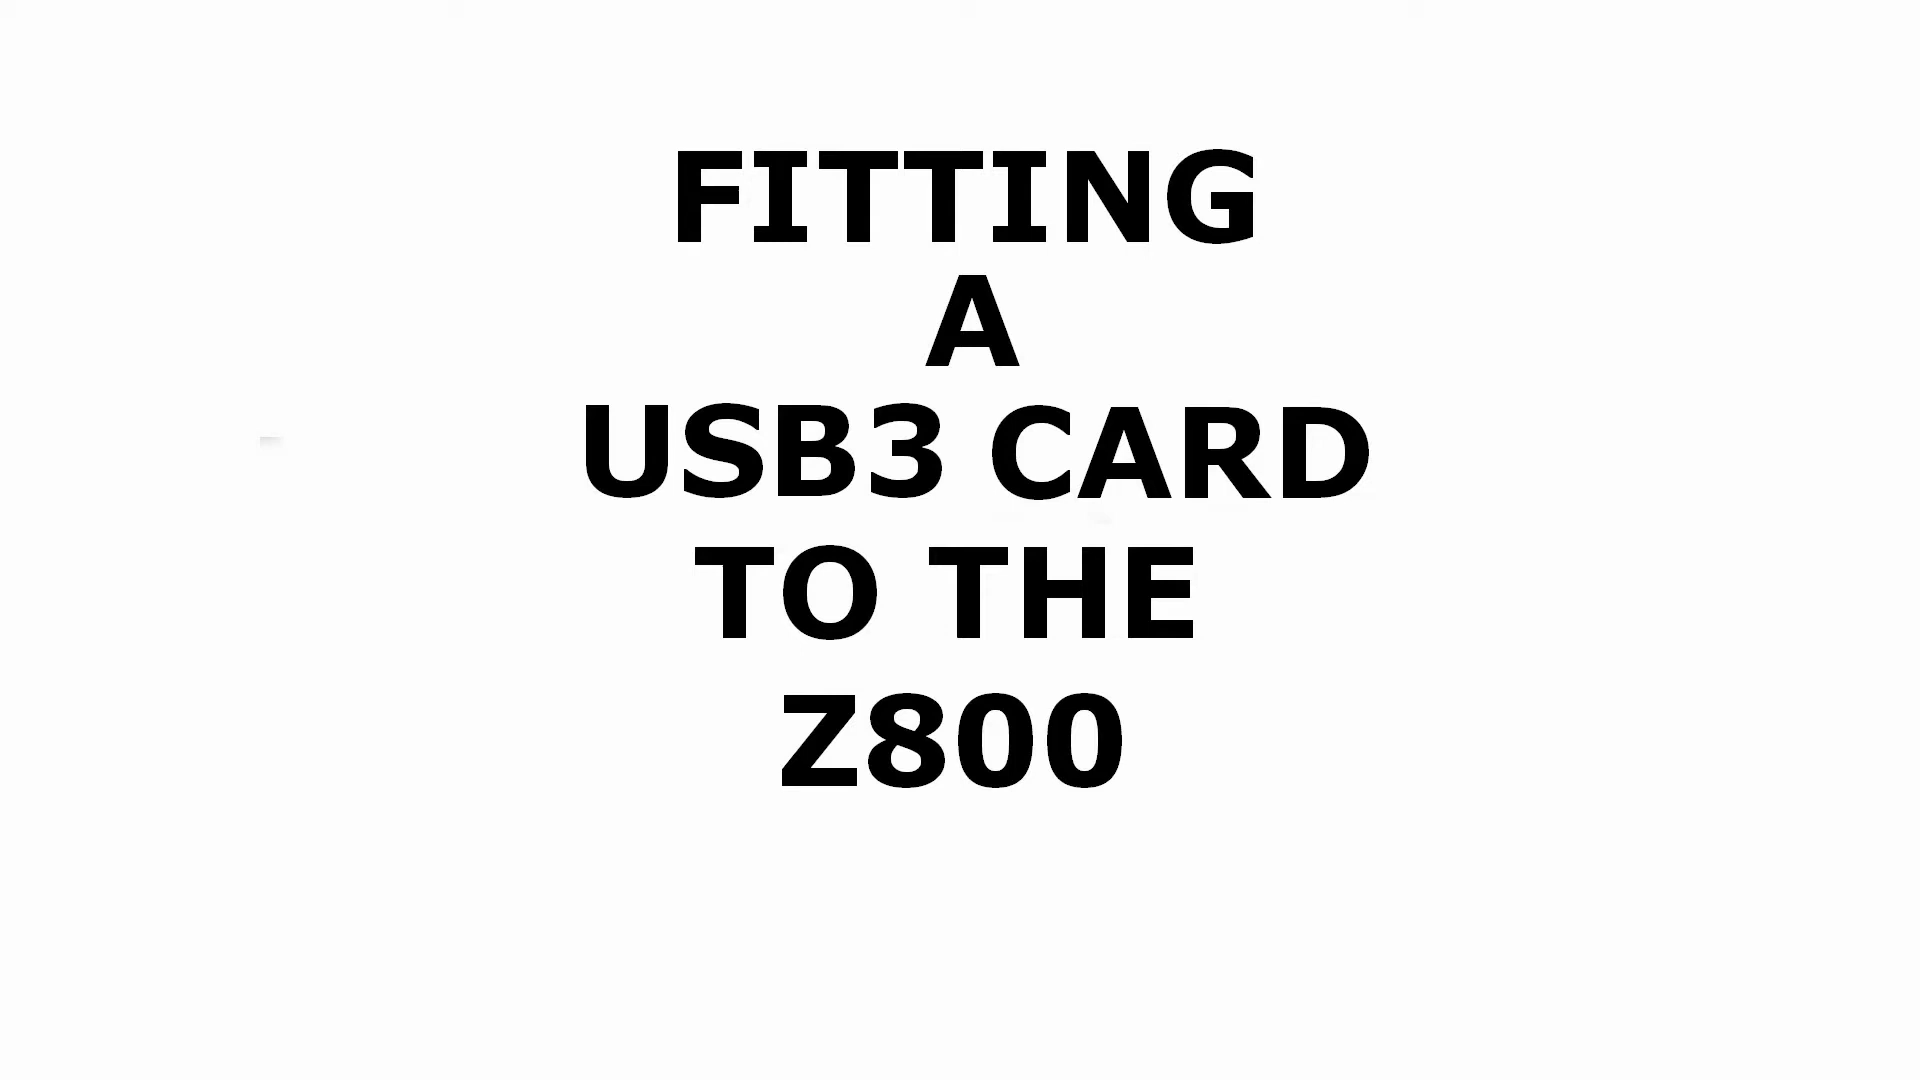 FITTING
A
USB3 CARD
TO THE
Z800